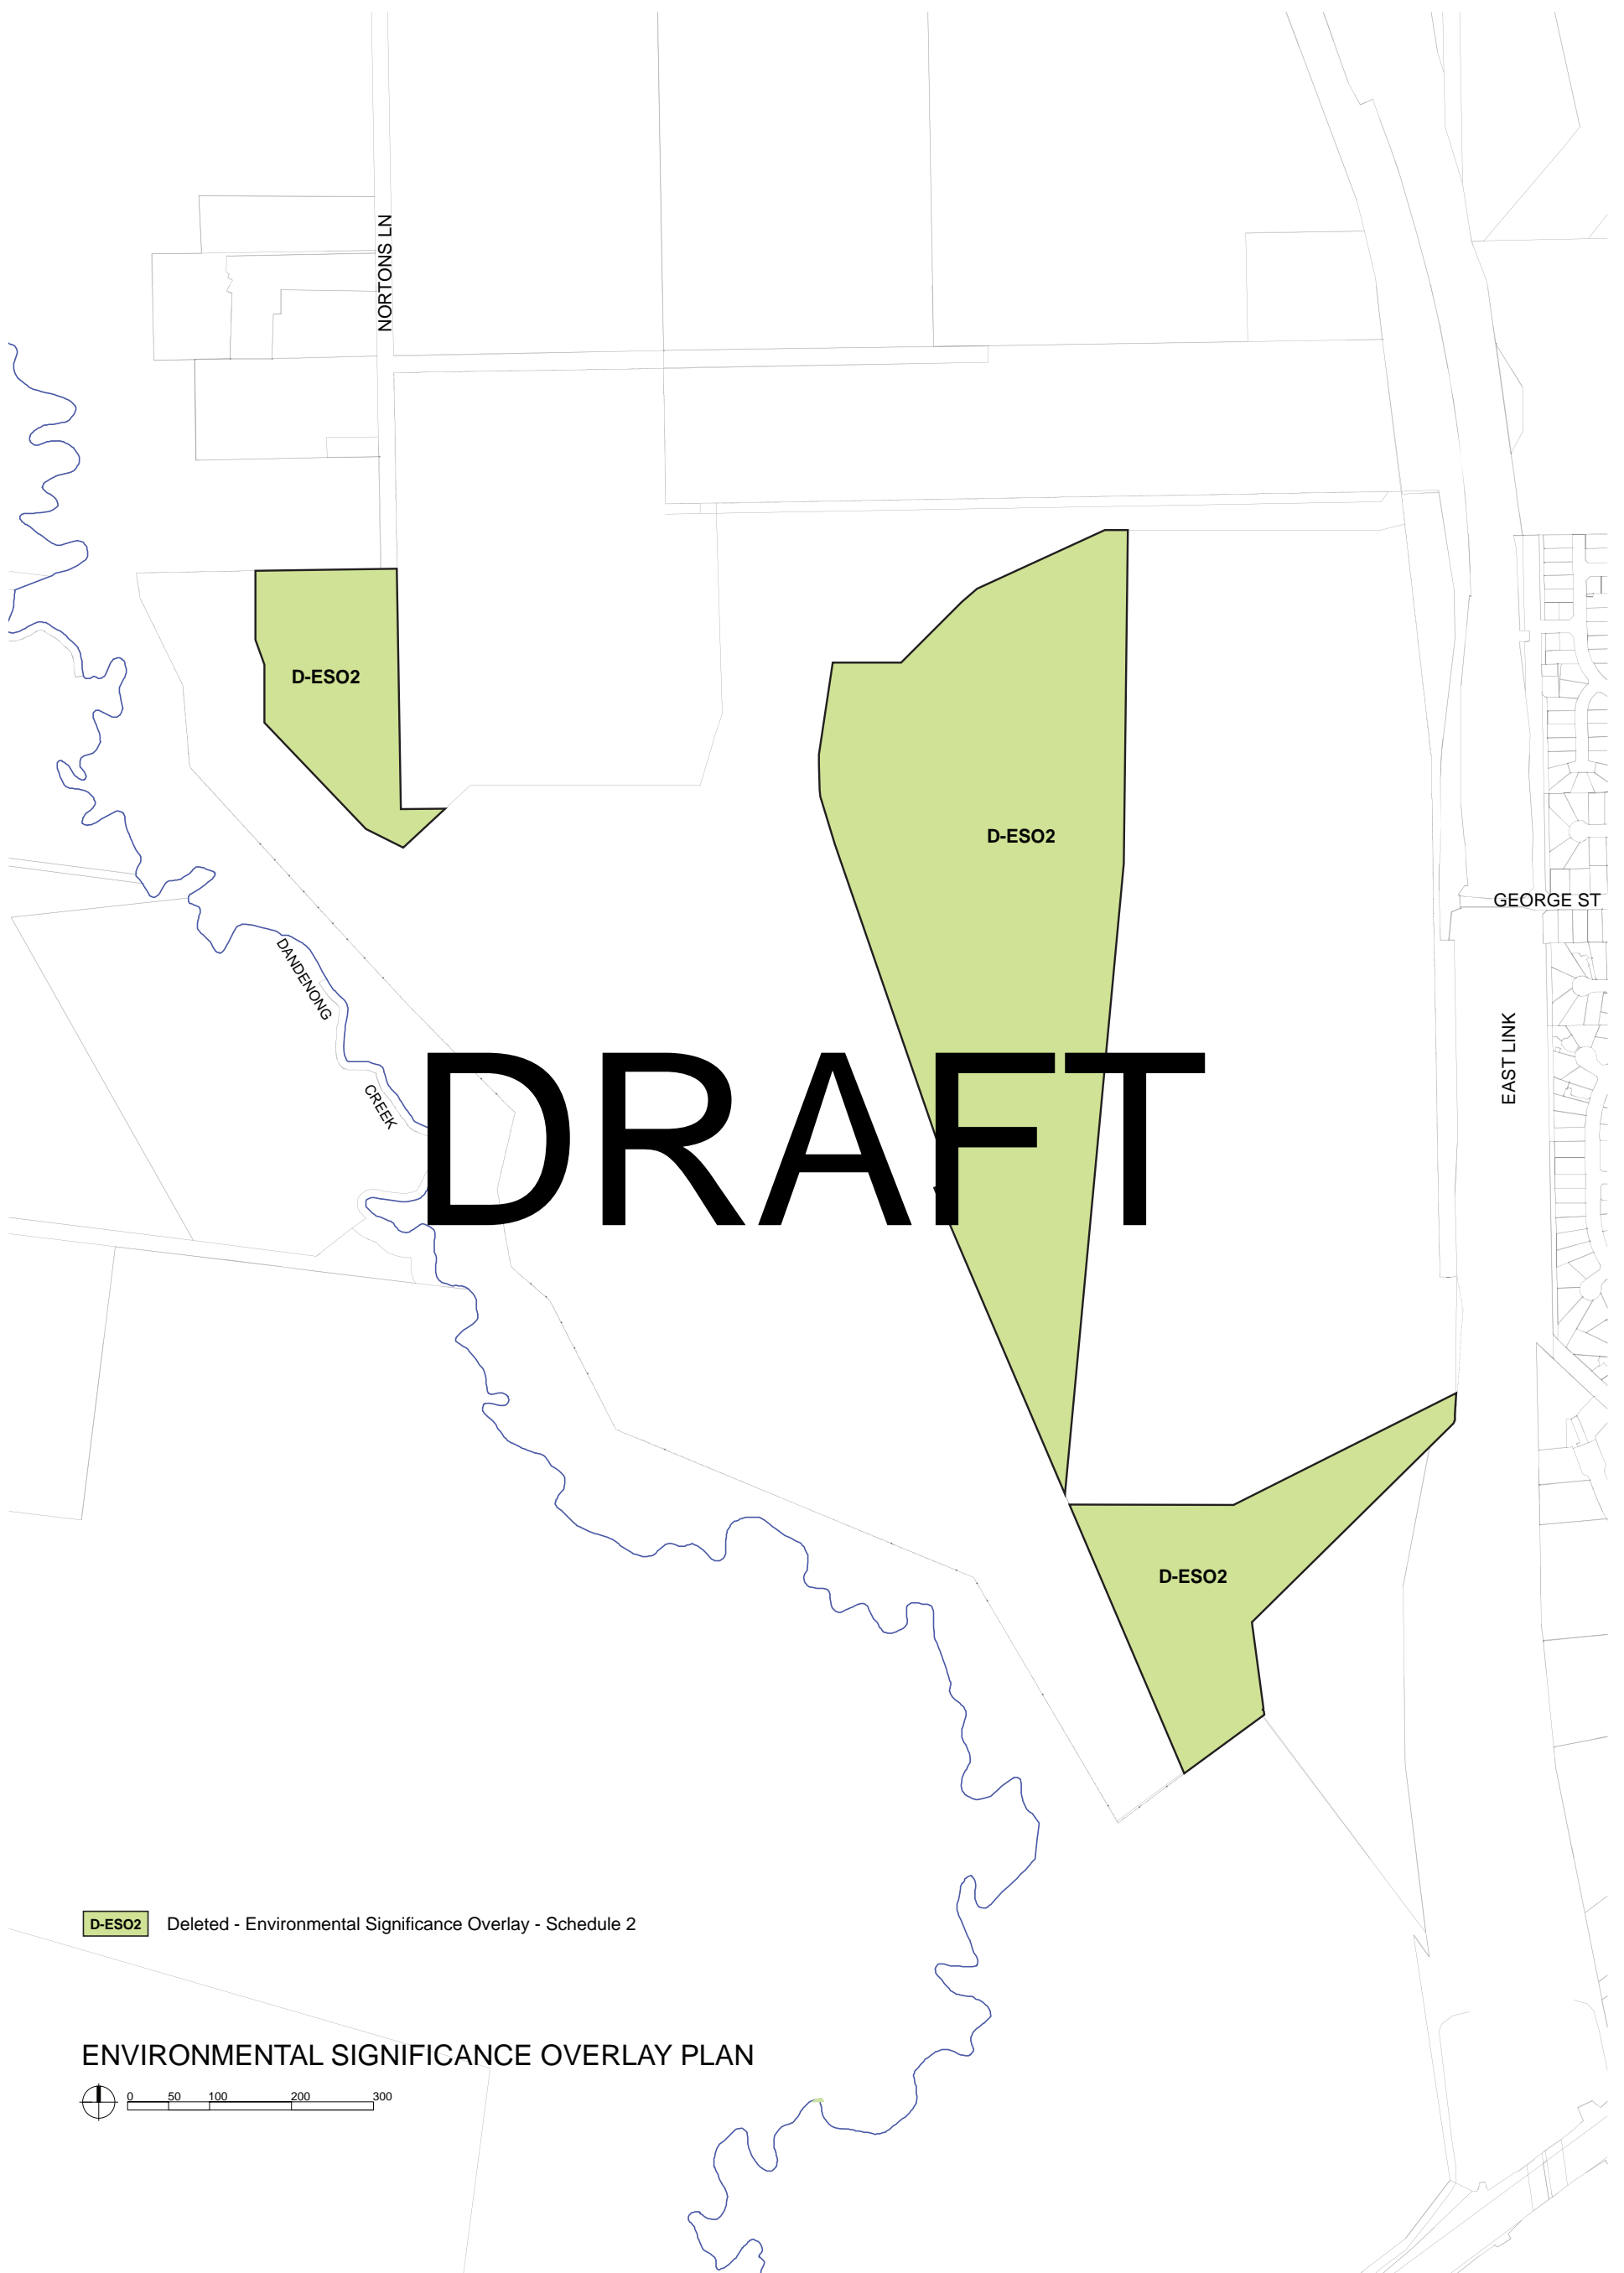 NORTONS LN
D-ESO2
D-ESO2
GEORGE ST
DANDENONG
EAST LINK
CREEK
DRAFT
D-ESO2
D-ESO2 Deleted - Environmental Significance Overlay - Schedule 2
ENVIRONMENTAL SIGNIFICANCE OVERLAY PLAN
0 50 100 200 300